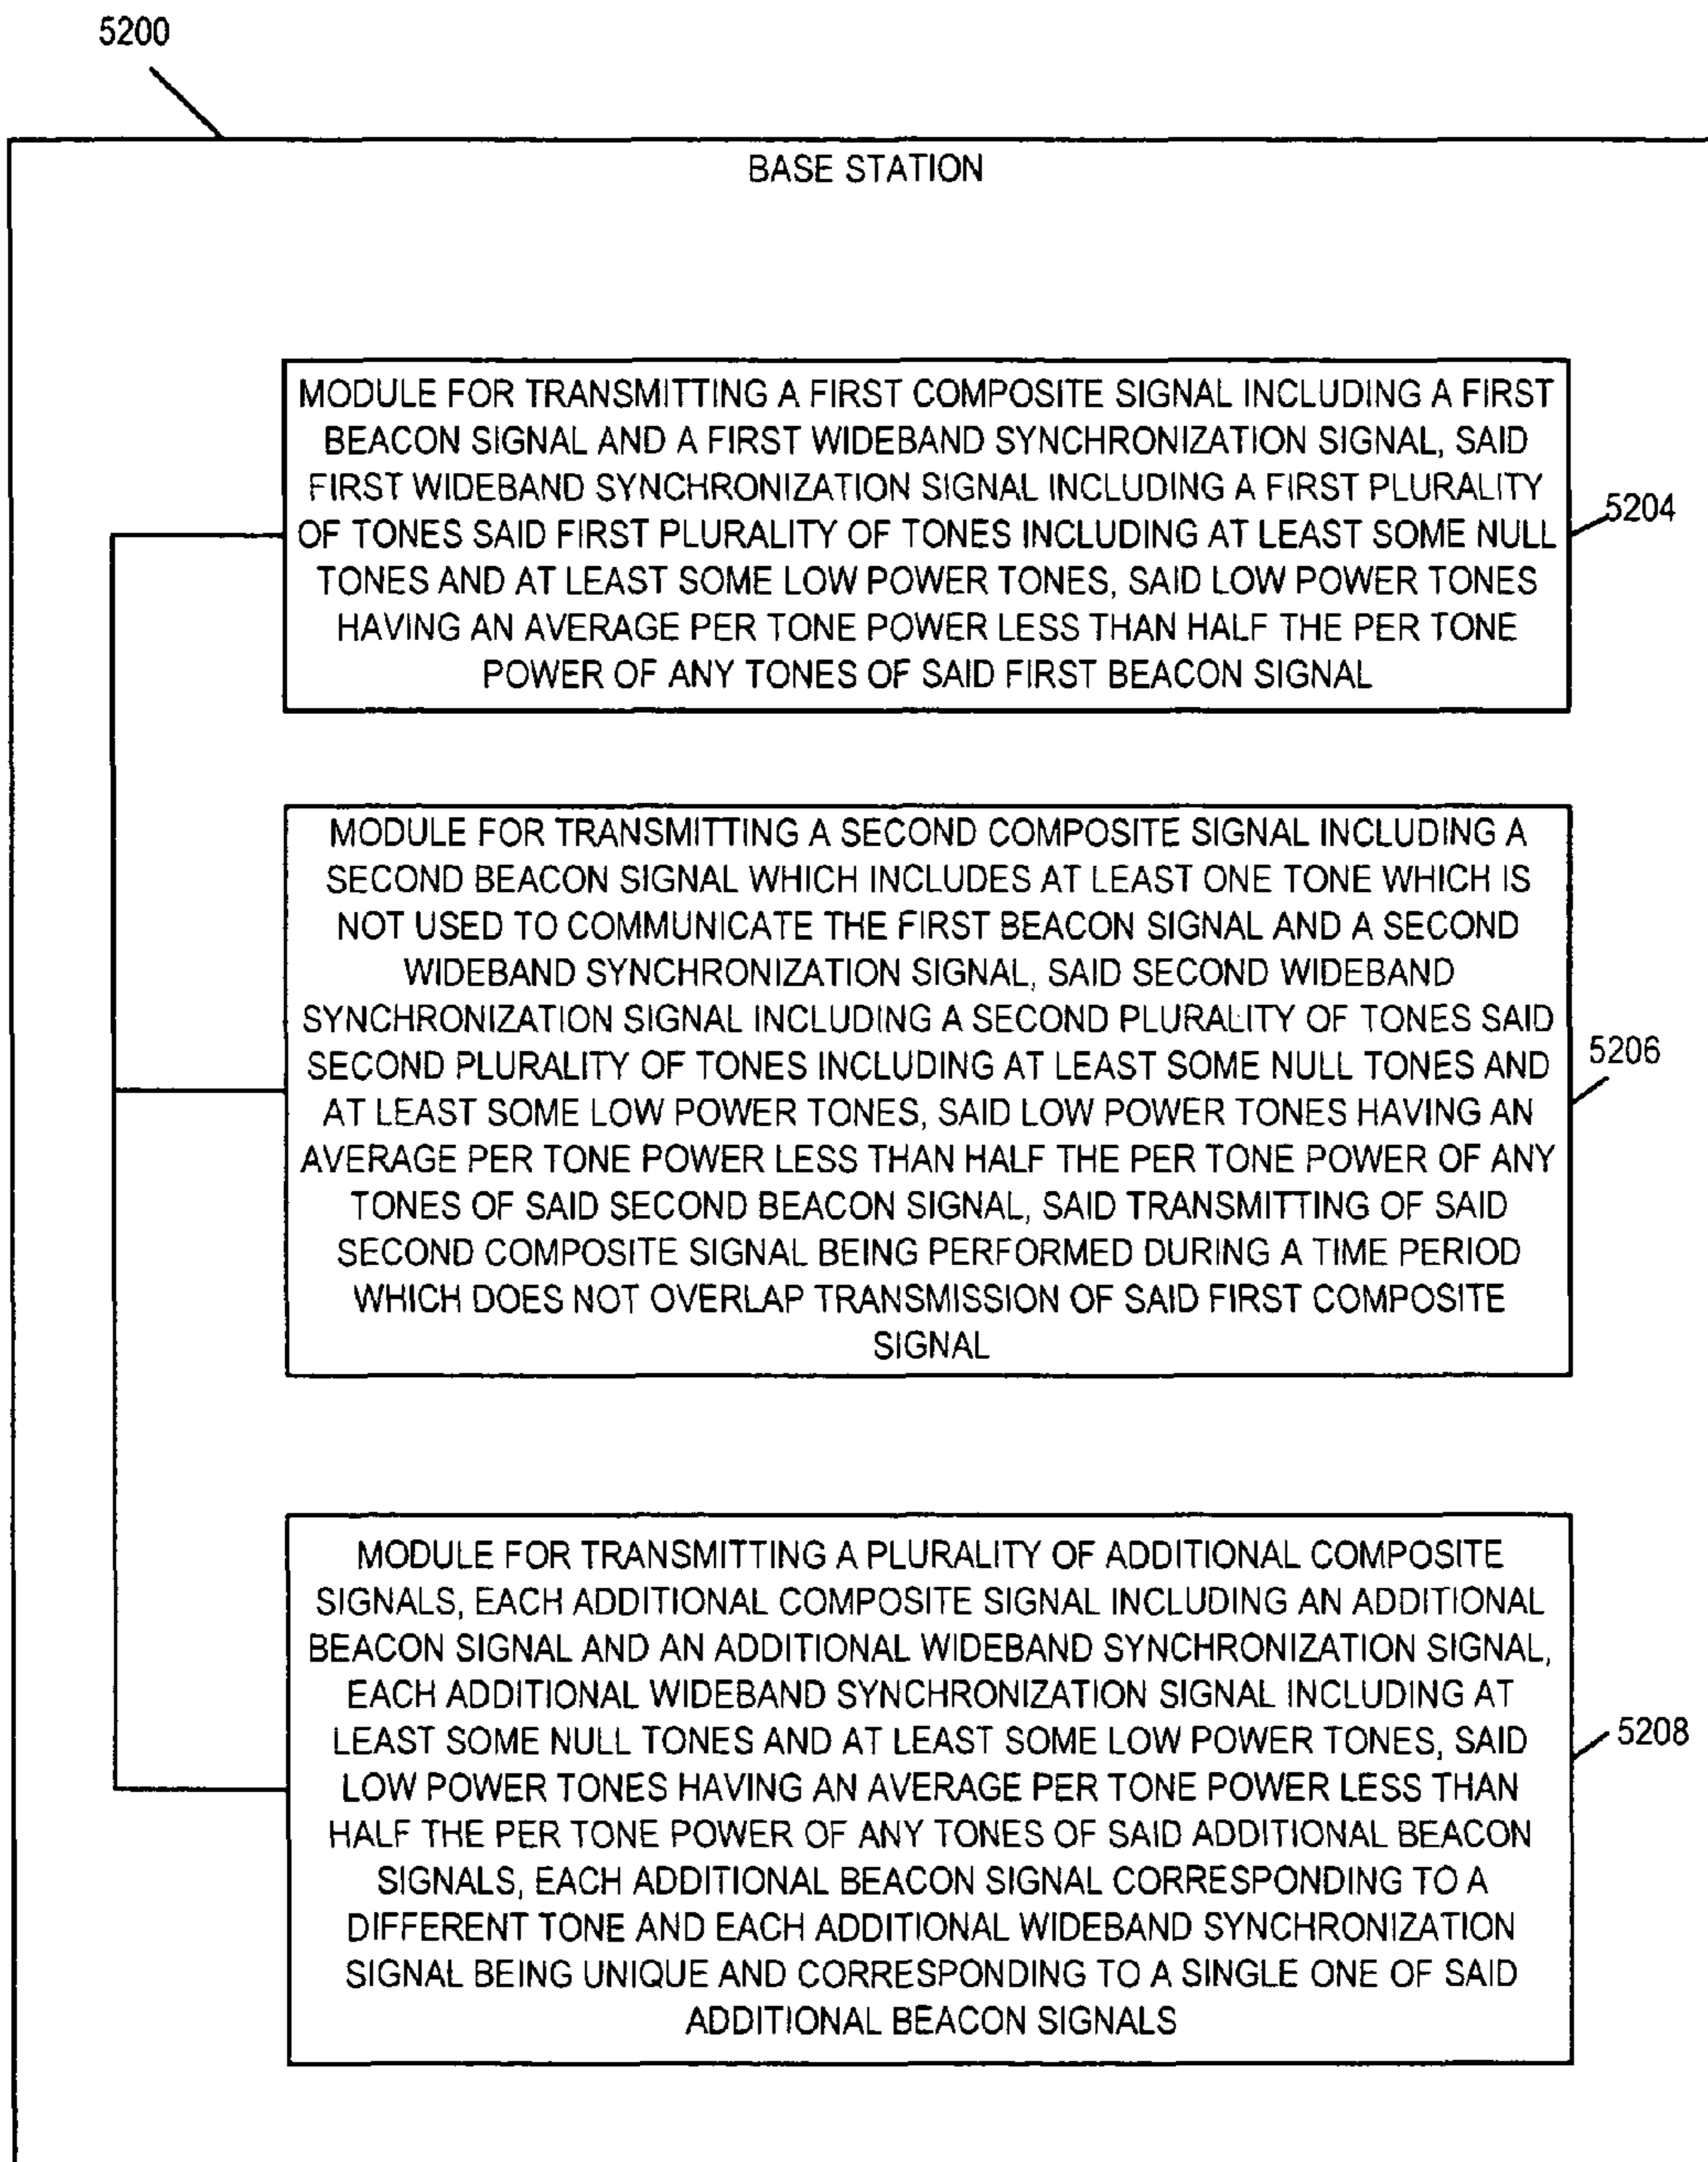 5200
BASE STATION
MODULE FOR TRANSMITTING A FIRST COMPOSITE SIGNAL INCLUDING A FIRST
BEACON SIGNAL AND A FIRST WIDEBAND SYNCHRONIZATION SIGNAL, SAID
FIRST WIDEBAND SYNCHRONIZATION SIGNAL INCLUDING A FIRST PLURALITY
OF TONES SAID FIRST PLURALITY OF TONES INCLUDING AT LEAST SOME NULL
TONES AND AT LEAST SOME LOW POWER TONES, SAID LOW POWER TONES
HAVING AN AVERAGE PER TONE POWER LESS THAN HALF THE PER TONE
POWER OF ANY TONES OF SAID FIRST BEACON SIGNAL
5204
MODULE FOR TRANSMITTING A SECOND COMPOSITE SIGNAL INCLUDING A
SECOND BEACON SIGNAL WHICH INCLUDES AT LEAST ONE TONE WHICH IS
NOT USED TO COMMUNICATE THE FIRST BEACON SIGNAL AND A SECOND
WIDEBAND SYNCHRONIZATION SIGNAL, SAID SECOND WIDEBAND
SYNCHRONIZATION SIGNAL INCLUDING A SECOND PLURALITY OF TONES SAID
SECOND PLURALITY OF TONES INCLUDING AT LEAST SOME NULL TONES AND
AT LEAST SOME LOW POWER TONES, SAID LOW POWER TONES HAVING AN
AVERAGE PER TONE POWER LESS THAN HALF THE PER TONE POWER OF ANY
TONES OF SAID SECOND BEACON SIGNAL, SAID TRANSMITTING OF SAID
SECOND COMPOSITE SIGNAL BEING PERFORMED DURING A TIME PERIOD
WHICH DOES NOT OVERLAP TRANSMISSION OF SAID FIRST COMPOSITE
SIGNAL
5206
MODULE FOR TRANSMITTING A PLURALITY OF ADDITIONAL COMPOSITE
SIGNALS, EACH ADDITIONAL COMPOSITE SIGNAL INCLUDING AN ADDITIONAL
BEACON SIGNAL AND AN ADDITIONAL WIDEBAND SYNCHRONIZATION SIGNAL,
EACH ADDITIONAL WIDEBAND SYNCHRONIZATION SIGNAL INCLUDING AT
LEAST SOME NULL TONES AND AT LEAST SOME LOW POWER TONES, SAID
LOW POWER TONES HAVING AN AVERAGE PER TONE POWER LESS THAN
HALF THE PER TONE POWER OF ANY TONES OF SAID ADDITIONAL BEACON
SIGNALS, EACH ADDITIONAL BEACON SIGNAL CORRESPONDING TO A
DIFFERENT TONE AND EACH ADDITIONAL WIDEBAND SYNCHRONIZATION
SIGNAL BEING UNIQUE AND CORRESPONDING TO A SINGLE ONE OF SAID
ADDITIONAL BEACON SIGNALS
5208